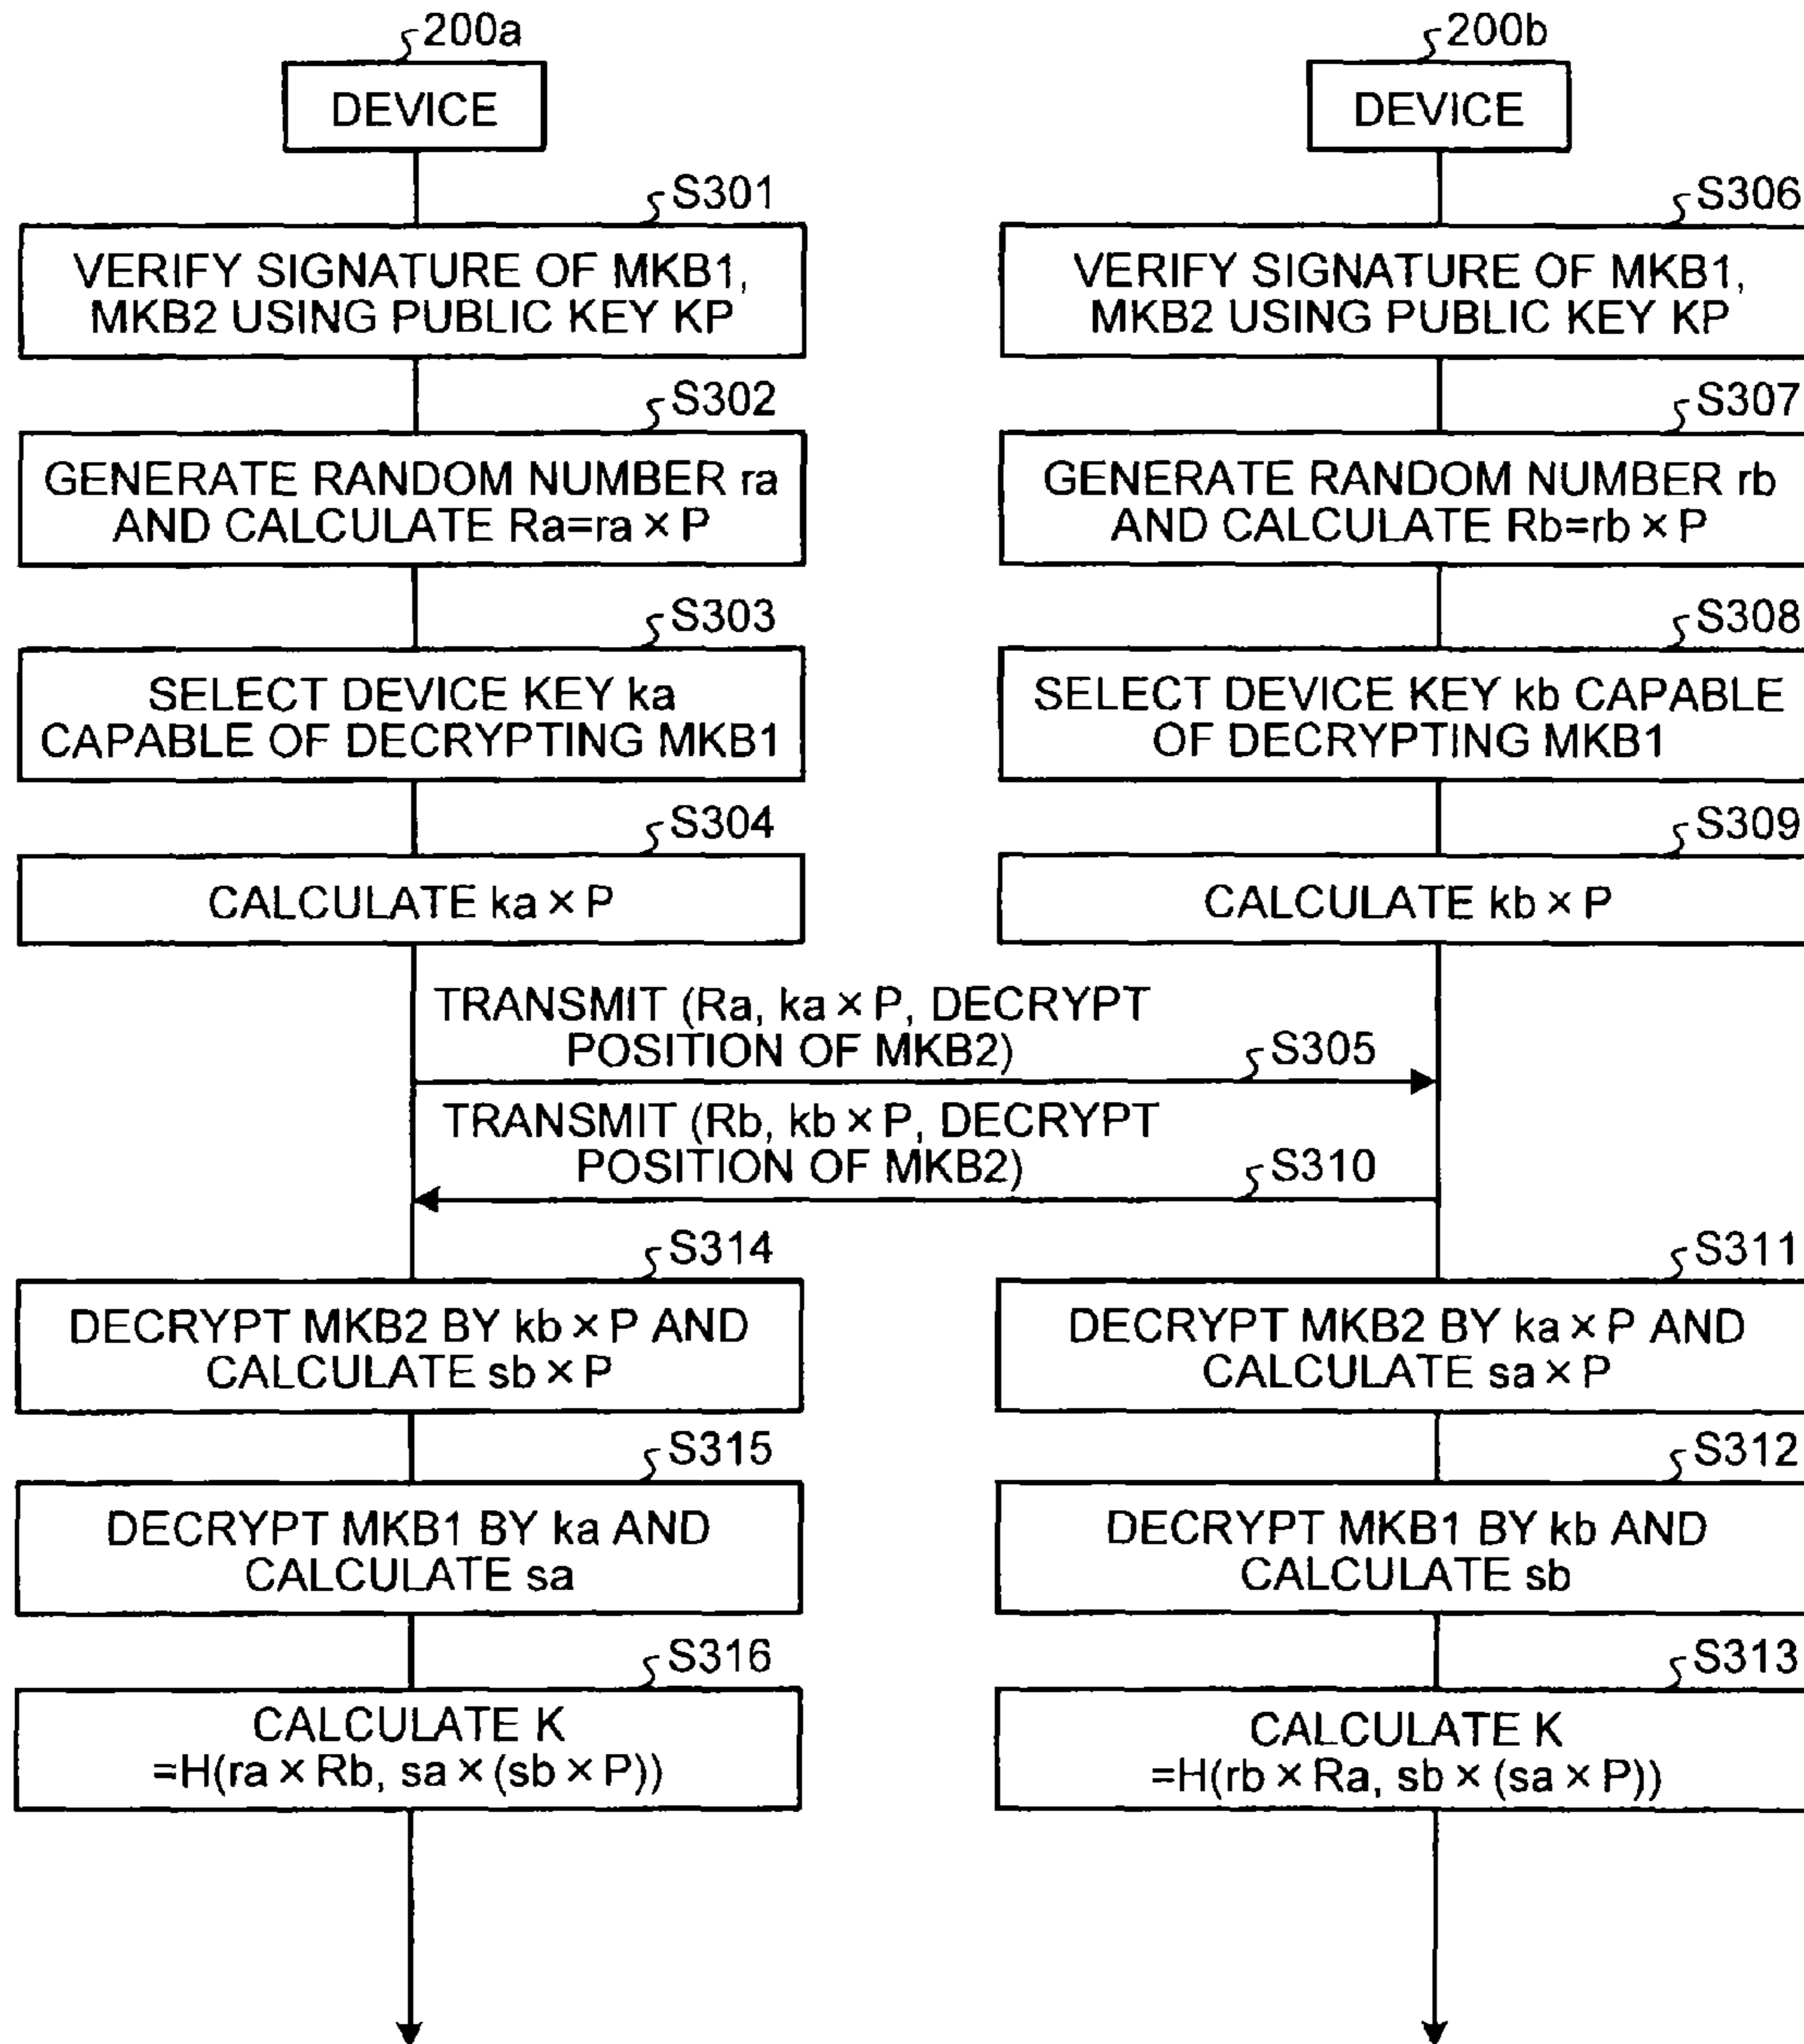 200a
DEVICE
200b
DEVICE
S301
VERIFY SIGNATURE OF MKB1,
MKB2 USING PUBLIC KEY KP
S306
VERIFY SIGNATURE OF MKB1,
MKB2 USING PUBLIC KEY KP
S302
GENERATE RANDOM NUMBER ra
AND CALCULATE Ra=ra × P
S307
GENERATE RANDOM NUMBER rb
AND CALCULATE Rb=rb × P
S303
SELECT DEVICE KEY ka
CAPABLE OF DECRYPTING MKB1
S308
SELECT DEVICE KEY kb CAPABLE
OF DECRYPTING MKB1
S304
CALCULATE ka × P
S309
CALCULATE kb × P
TRANSMIT (Ra, ka × P, DECRYPT
POSITION OF MKB2)
S305
TRANSMIT (Rb, kb × P, DECRYPT
POSITION OF MKB2)
S310
S314
DECRYPT MKB2 BY kb × P AND
CALCULATE sb × P
S311
DECRYPT MKB2 BY ka × P AND
CALCULATE sa × P
S315
DECRYPT MKB1 BY ka AND
CALCULATE sa
S312
DECRYPT MKB1 BY kb AND
CALCULATE sb
S316
CALCULATE K
=H(ra × Rb, sa × (sb × P))
S313
CALCULATE K
=H(rb × Ra, sb × (sa × P))